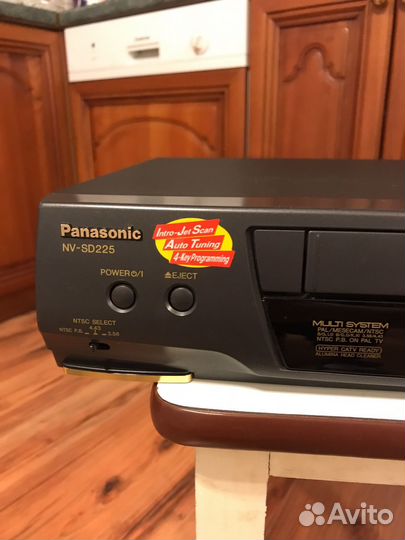 Panasonic
NV-SD225
Intro-Jet Scan
Auto Tuning
4-Key Programming
POWER ⏻/I
⏏EJECT
NTSC SELECT
4.43
NTSC P.B. 3.58
MULTI SYSTEM
PAL/MESECAM/NTSC
NTSC P.B. ON PAL TV
HYPER CATV READY
ALUMINA HEAD CLEANER
Avito